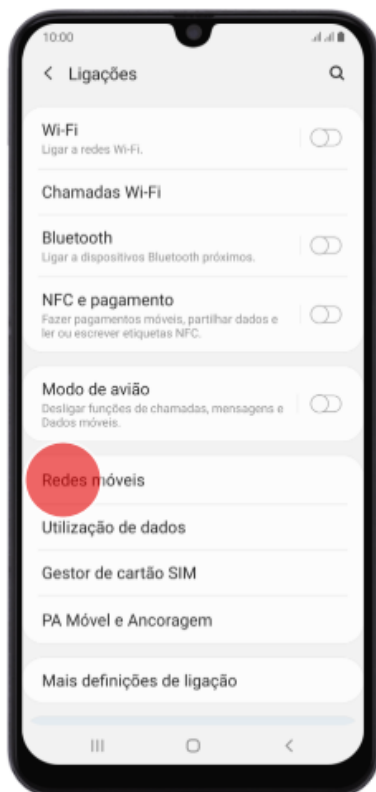 10:00
Ligações
Wi-Fi
Ligar a redes Wi-Fi.
Chamadas Wi-Fi
Bluetooth
Ligar a dispositivos Bluetooth próximos.
NFC e pagamento
Fazer pagamentos móveis, partilhar dados e
ler ou escrever etiquetas NFC.
Modo de avião
Desligar funções de chamadas, mensagens e
Dados móveis.
Redes móveis
Utilização de dados
Gestor de cartão SIM
PA Móvel e Ancoragem
Mais definições de ligação